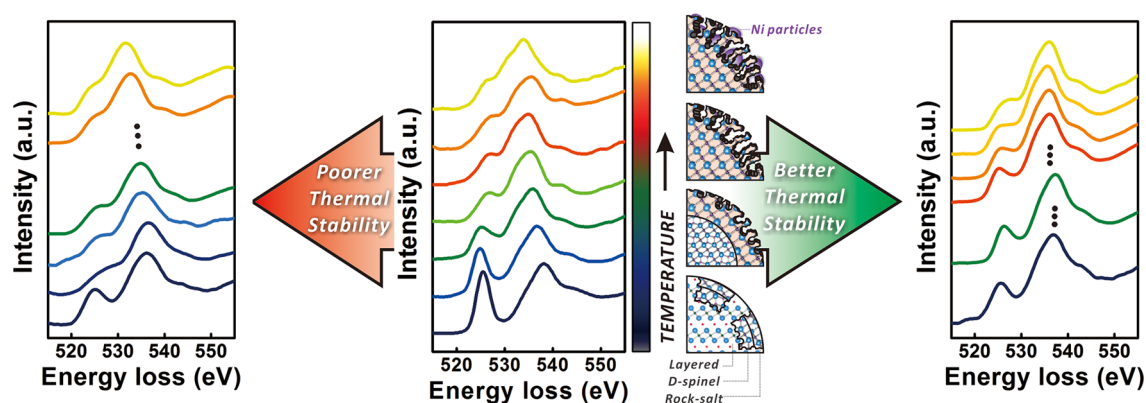 Intensity (a.u.)
520 530 540 550
Energy loss (eV)
Poorer
Thermal
Stability
Intensity (a.u.)
520 530 540 550
Energy loss (eV)
TEMPERATURE
Ni particles
Layered
D-spinel
Rock-salt
Better
Thermal
Stability
Intensity (a.u.)
520 530 540 550
Energy loss (eV)